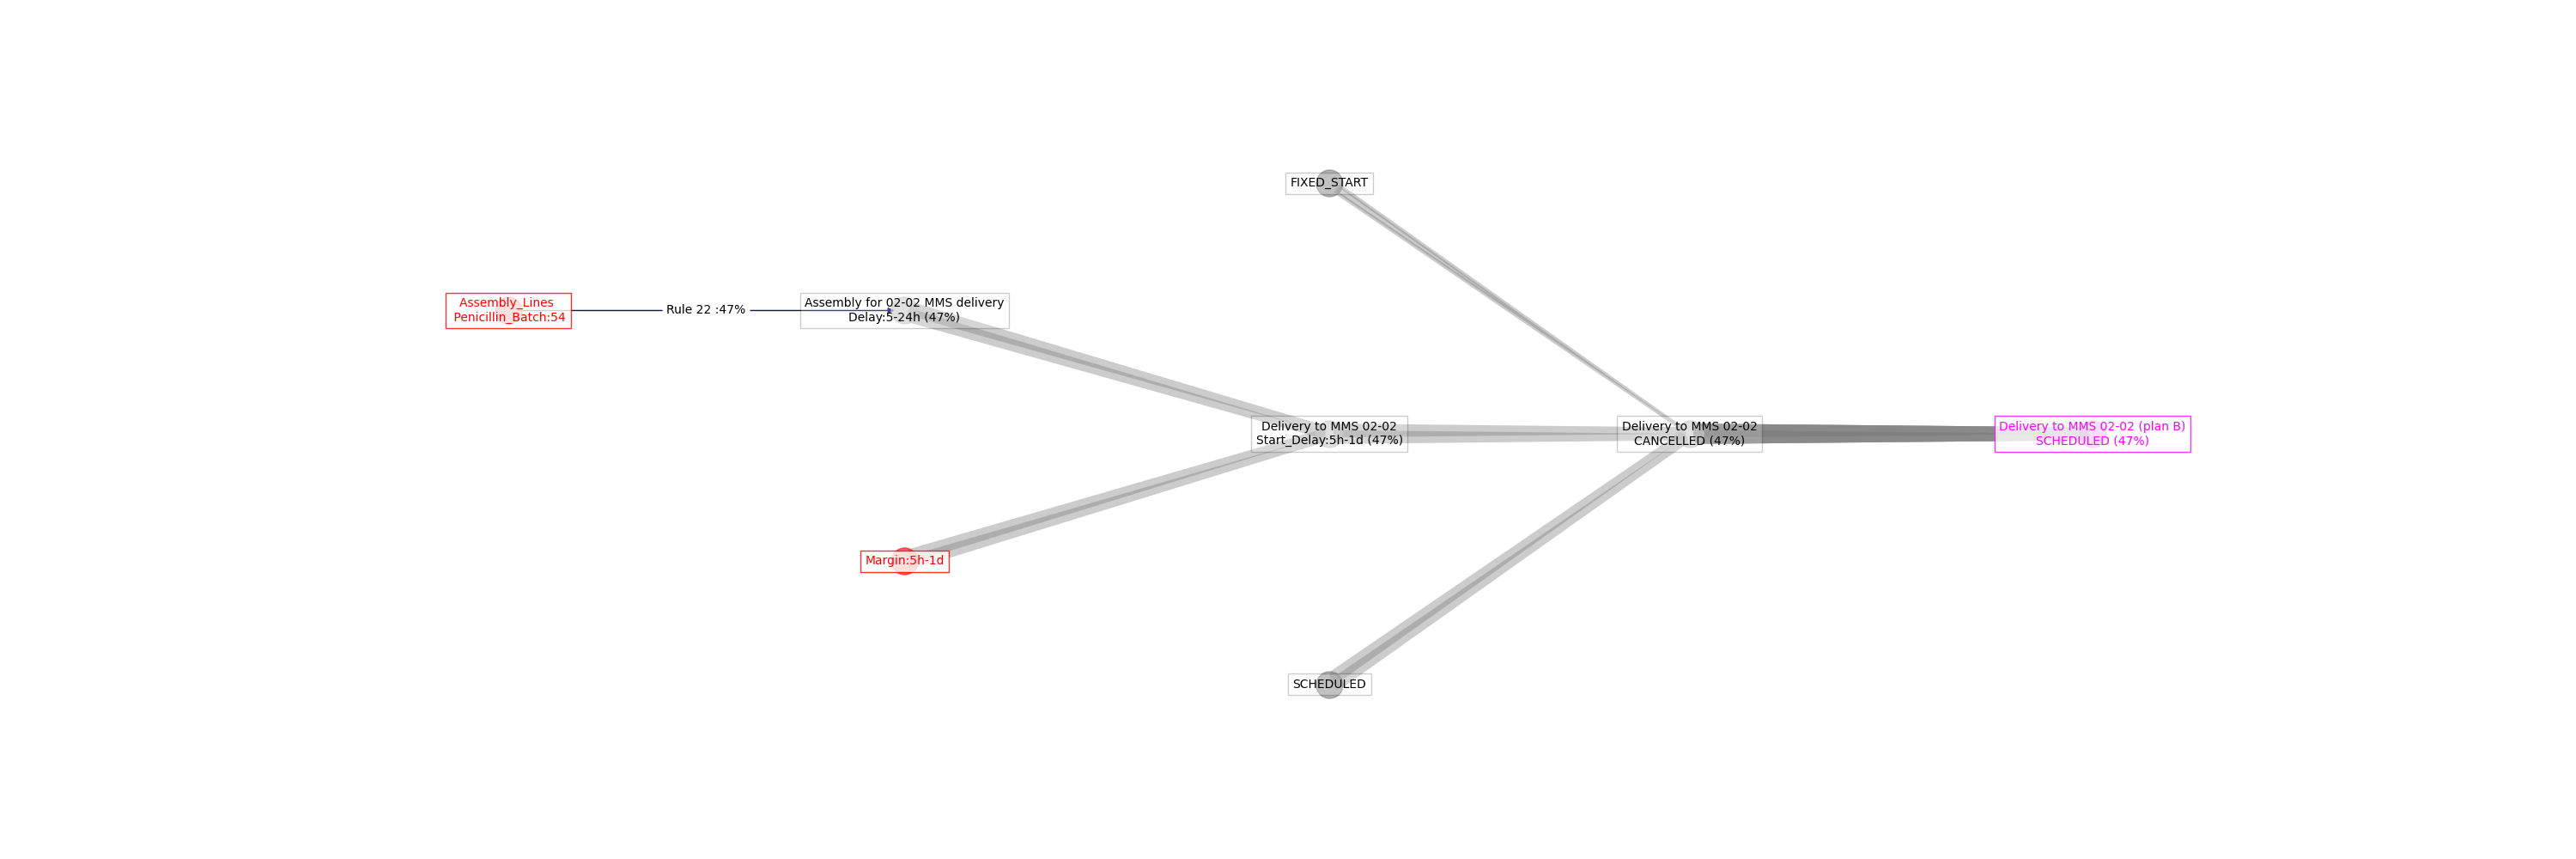 FIXED_START
Assembly_Lines
Penicillin_Batch:54
Rule 22 :47%
Assembly for 02-02 MMS delivery
Delay:5-24h (47%)
Delivery to MMS 02-02
Start_Delay:5h-1d (47%)
Delivery to MMS 02-02
CANCELLED (47%)
Delivery to MMS 02-02 (plan B)
SCHEDULED (47%)
Margin:5h-1d
SCHEDULED